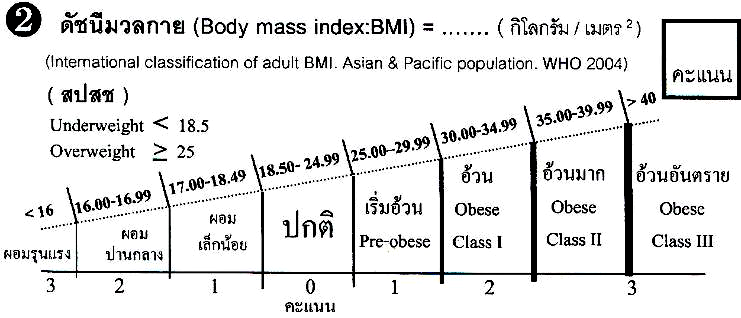 2 ดัชนีมวลกาย (Body mass index:BMI) = ....... ( กิโลกรัม / เมตร ²)
(International classification of adult BMI. Asian & Pacific population. WHO 2004)
คะแนน
( สปสช )
Underweight < 18.5
Overweight ≥ 25
< 16 16.00-16.99 17.00-18.49 18.50- 24.99 25.00–29.99 30.00-34.99 35.00-39.99 > 40
ผอมรุนแรง
ผอม
ปานกลาง
ผอม
เล็กน้อย
ปกติ
เริ่มอ้วน
Pre-obese
อ้วน
Obese
Class I
อ้วนมาก
Obese
Class II
อ้วนอันตราย
Obese
Class III
3 2 1 0 1 2 3
คะแนน